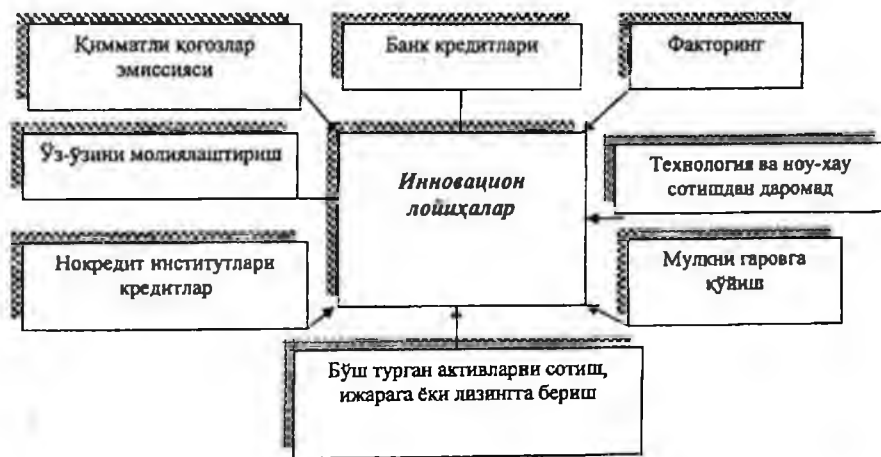 Қимматли қоғозлар
эмиссияси
Банк кредитлари
Факторинг
Ўз-ўзини молиялаштириш
Инновацион
лойиҳалар
Технология ва ноу-хау
сотишдан даромад
Нокредит институтлари
кредитлар
Мулкни гаровга
қўйиш
Бўш турган активларни сотиш,
ижарага ёки лизингга бериш